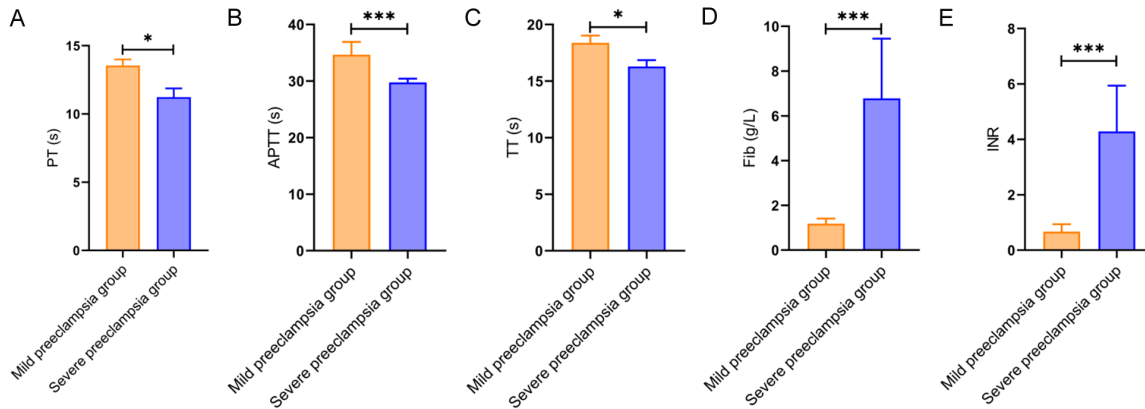 A
PT (s)
15
10
5
0
*
Mild preeclampsia group
Severe preeclampsia group
B
APTT (s)
40
30
20
10
0
***
Mild preeclampsia group
Severe preeclampsia group
C
TT (s)
20
15
10
5
0
*
Mild preeclampsia group
Severe preeclampsia group
D
Fib (g/L)
10
8
6
4
2
0
***
Mild preeclampsia group
Severe preeclampsia group
E
INR
8
6
4
2
0
***
Mild preeclampsia group
Severe preeclampsia group